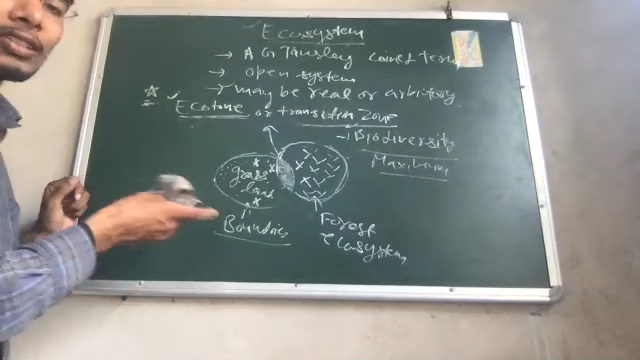 Ecosystem
→ A G Tansley coined term
→ open system
→ may be real or arbitrary
Ecotone or transition zone
→ Biodiversity
Maximum
grass
land
Boundries
Forest
Ecosystem,